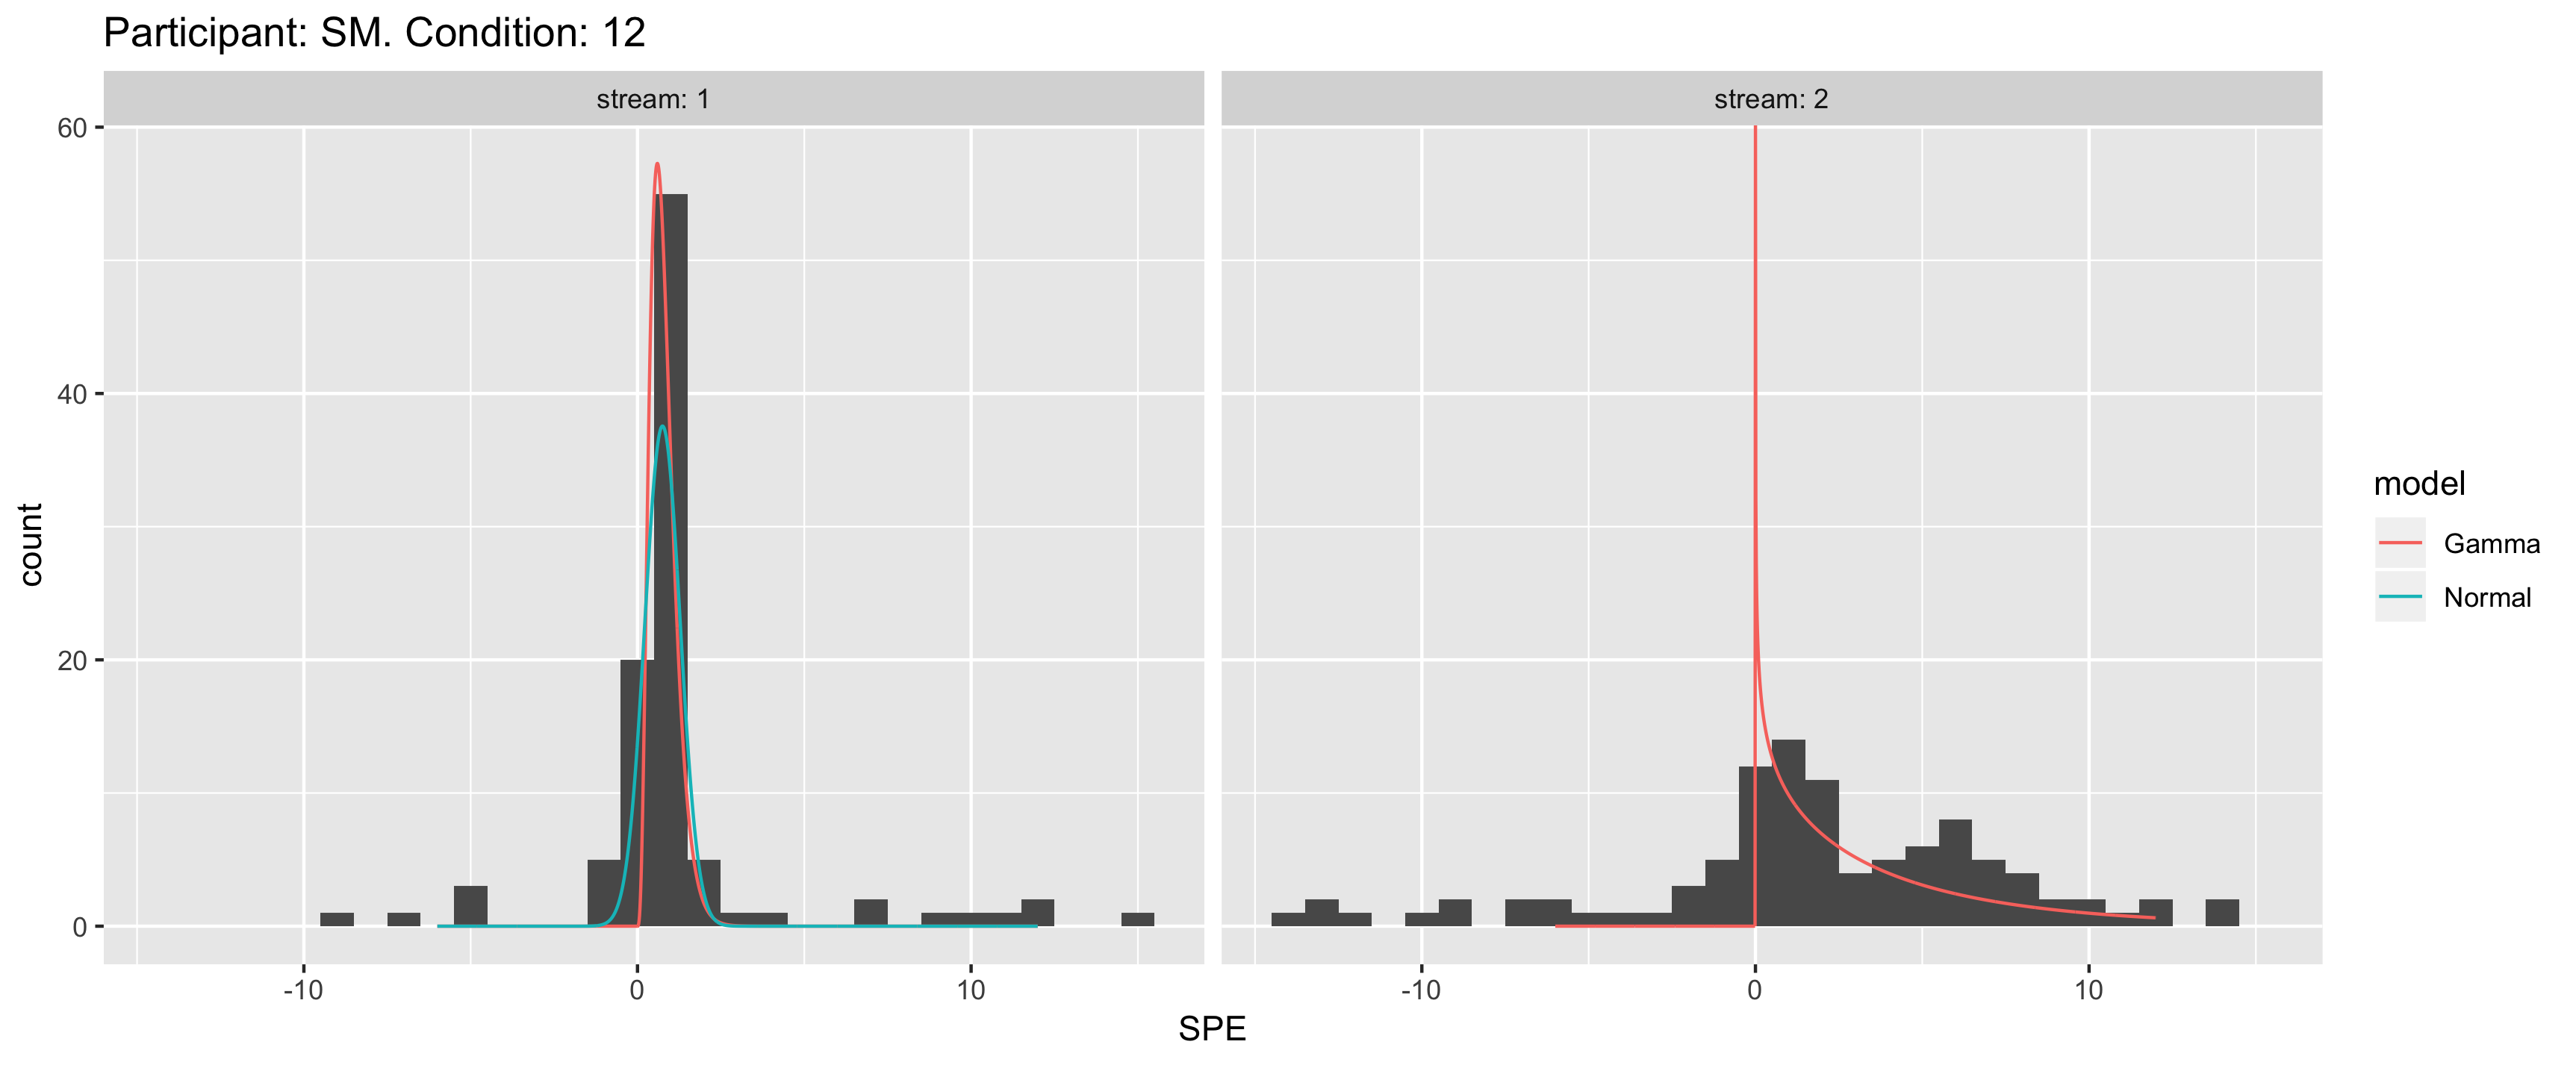 Participant: SM. Condition: 12
stream: 1
stream: 2
60
40
20
0
count
-10
0
10
-10
0
10
SPE
model
Gamma
Normal